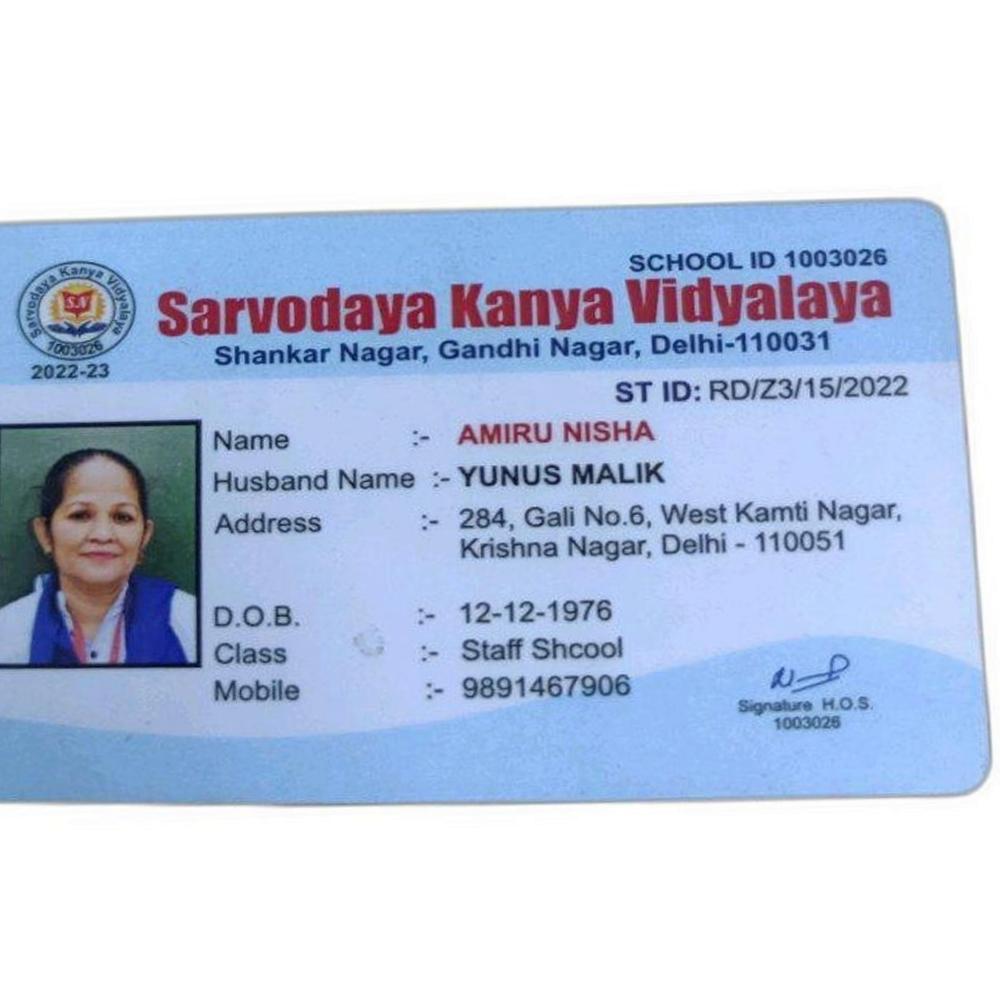 SCHOOL ID 1003026
Sarvodaya Kanya Vidyalaya
Sarvodaya Kanya Vidyalaya
S.N
1003026
2022-23
Shankar Nagar, Gandhi Nagar, Delhi-110031
ST ID: RD/Z3/15/2022
Name :- AMIRU NISHA
Husband Name :- YUNUS MALIK
Address :- 284, Gali No.6, West Kamti Nagar,
Krishna Nagar, Delhi - 110051
D.O.B. :- 12-12-1976
Class :- Staff Shcool
Mobile :- 9891467906
Signature H.O.S.
1003026